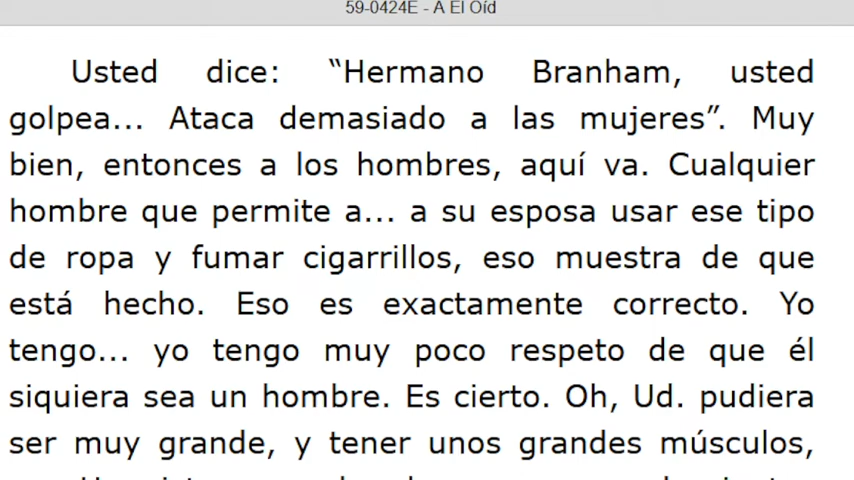 59-0424E - A El Oíd
Usted dice: “Hermano Branham, usted
golpea... Ataca demasiado a las mujeres”. Muy
bien, entonces a los hombres, aquí va. Cualquier
hombre que permite a... a su esposa usar ese tipo
de ropa y fumar cigarrillos, eso muestra de que
está hecho. Eso es exactamente correcto. Yo
tengo... yo tengo muy poco respeto de que él
siquiera sea un hombre. Es cierto. Oh, Ud. pudiera
ser muy grande, y tener unos grandes músculos,